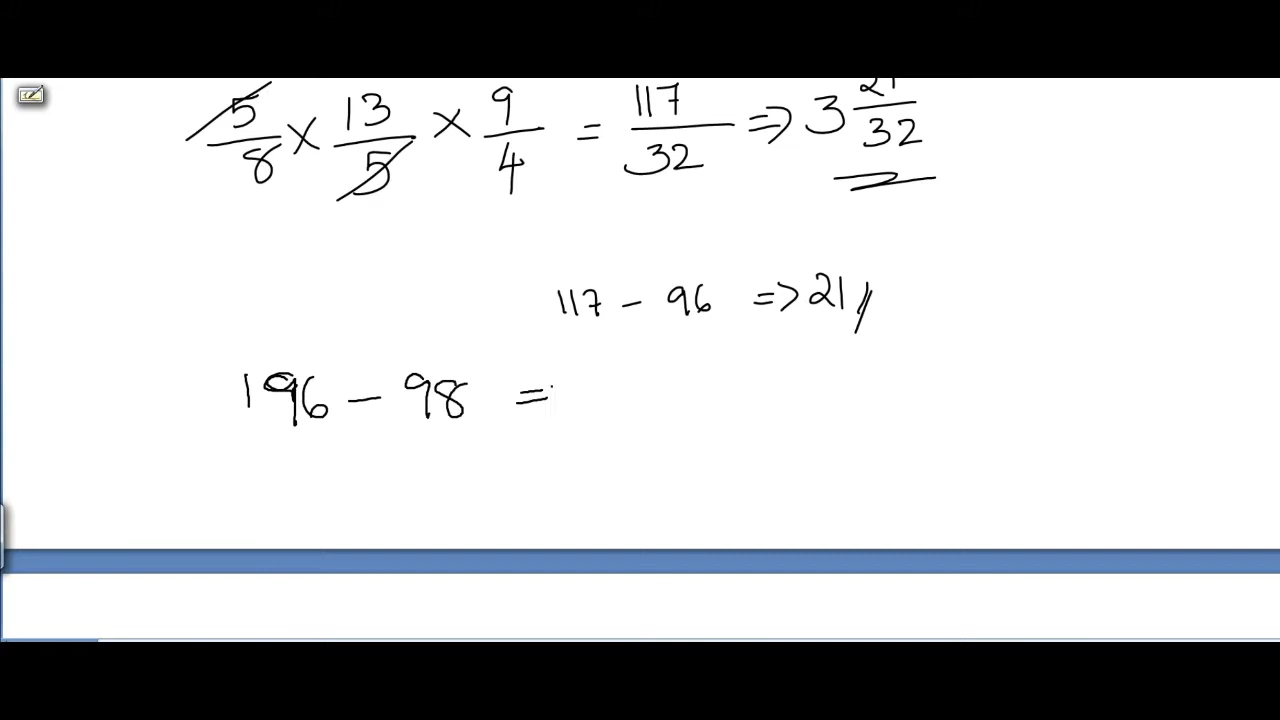 5/8 × 13/5 × 9/4 = 117/32 => 3 21/32
117 - 96 => 21
196 - 98 =